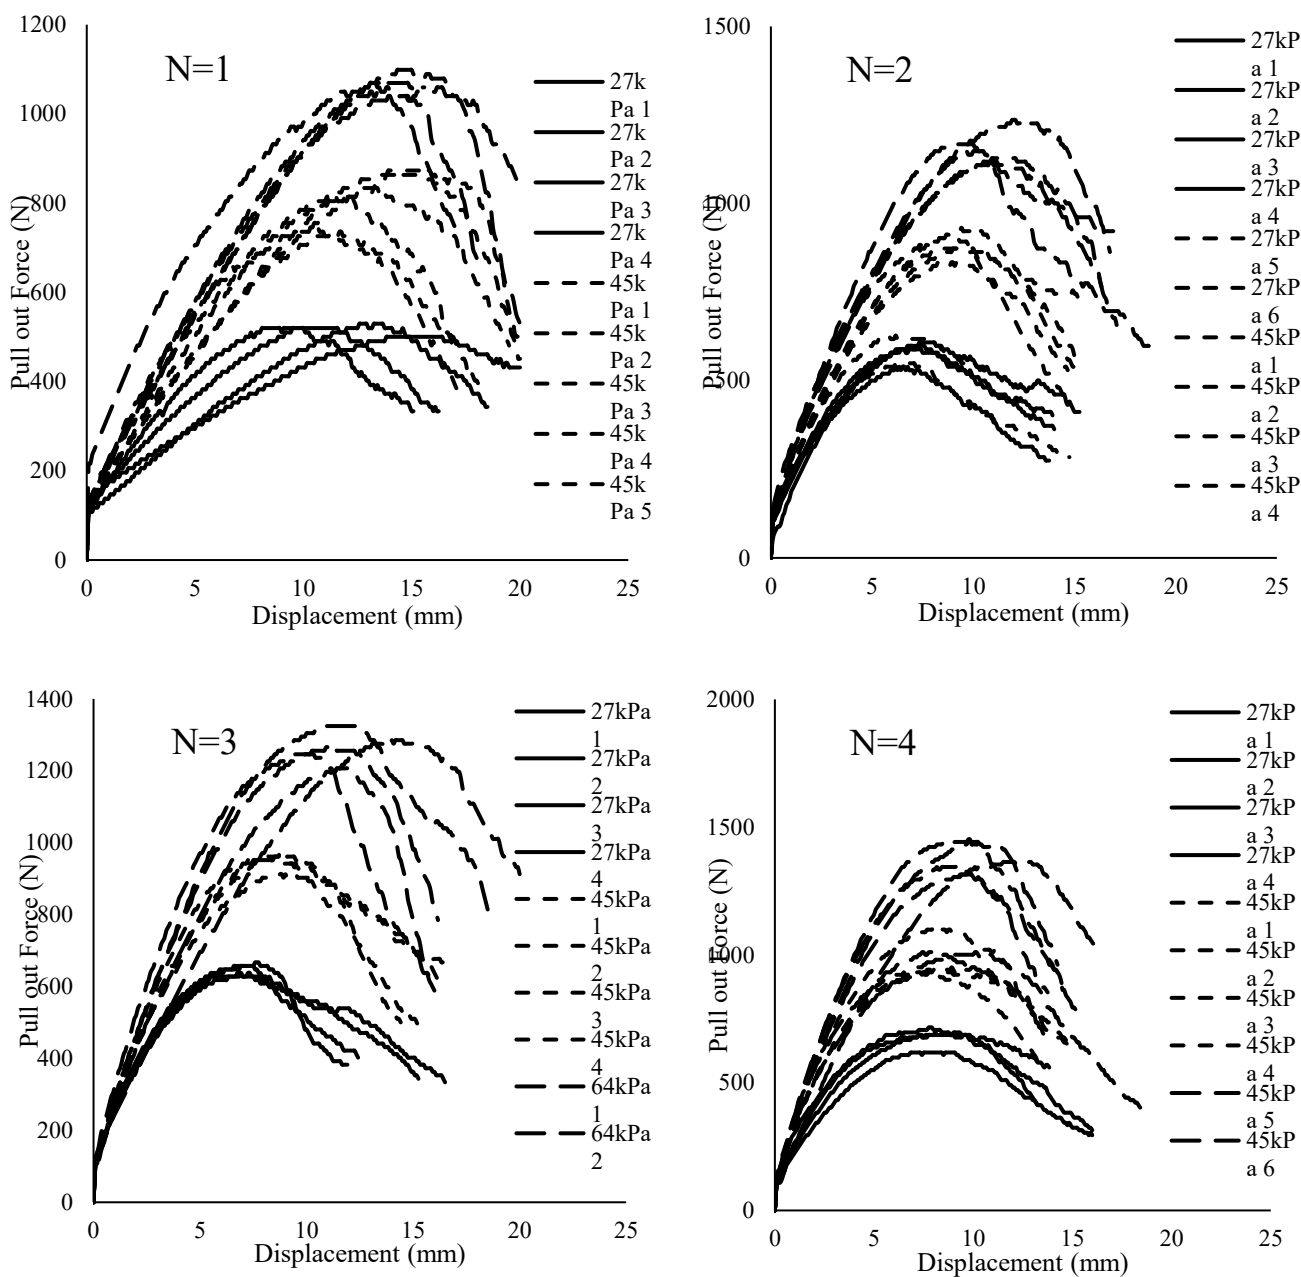 N=1
1200
1000
800
600
400
200
0
0 5 10 15 20 25
Pull out Force (N)
Displacement (mm)
27k
Pa 1
27k
Pa 2
27k
Pa 3
27k
Pa 4
45k
Pa 1
45k
Pa 2
45k
Pa 3
45k
Pa 4
45k
Pa 5
N=2
1500
1000
500
0
0 5 10 15 20 25
Pull out Force (N)
Displacement (mm)
27kP
a 1
27kP
a 2
27kP
a 3
27kP
a 4
27kP
a 5
27kP
a 6
45kP
a 1
45kP
a 2
45kP
a 3
45kP
a 4
N=3
1400
1200
1000
800
600
400
200
0
0 5 10 15 20 25
Pull out Force (N)
Displacement (mm)
27kPa
1
27kPa
2
27kPa
3
27kPa
4
45kPa
1
45kPa
2
45kPa
3
45kPa
4
64kPa
1
64kPa
2
N=4
2000
1500
1000
500
0
0 5 10 15 20 25
Pull out Force (N)
Displacement (mm)
27kP
a 1
27kP
a 2
27kP
a 3
27kP
a 4
45kP
a 1
45kP
a 2
45kP
a 3
45kP
a 4
45kP
a 5
45kP
a 6